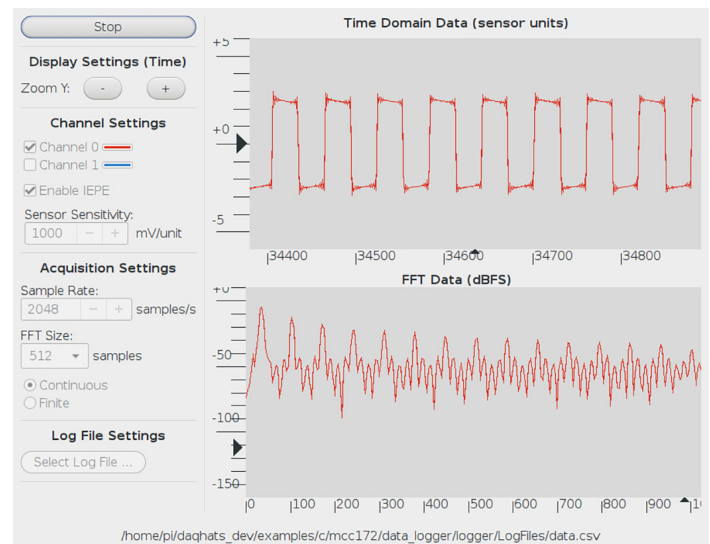 Stop
Display Settings (Time)
Zoom Y: - +
Channel Settings
Channel 0
Channel 1
Enable IEPE
Sensor Sensitivity:
1000 - + mV/unit
Acquisition Settings
Sample Rate:
2048 - + samples/s
FFT Size:
512 samples
Continuous
Finite
Log File Settings
Select Log File ...
Time Domain Data (sensor units)
+5
+0
-5
34400 34500 34600 34700 34800
FFT Data (dBFS)
+0
-50
-100
-150
0 100 200 300 400 500 600 700 800 900
/home/pi/daqhats_dev/examples/c/mcc172/data_logger/logger/LogFiles/data.csv